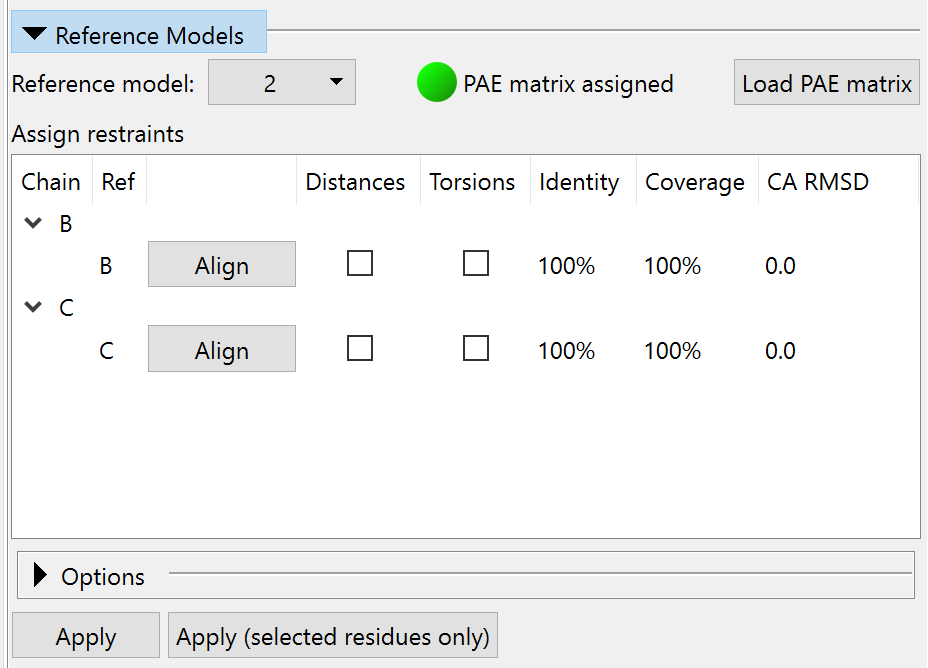 Reference Models
Reference model: 2 PAE matrix assigned Load PAE matrix
Assign restraints
Chain Ref Distances Torsions Identity Coverage CA RMSD
B
B Align 100% 100% 0.0
C
C Align 100% 100% 0.0
Options
Apply Apply (selected residues only)